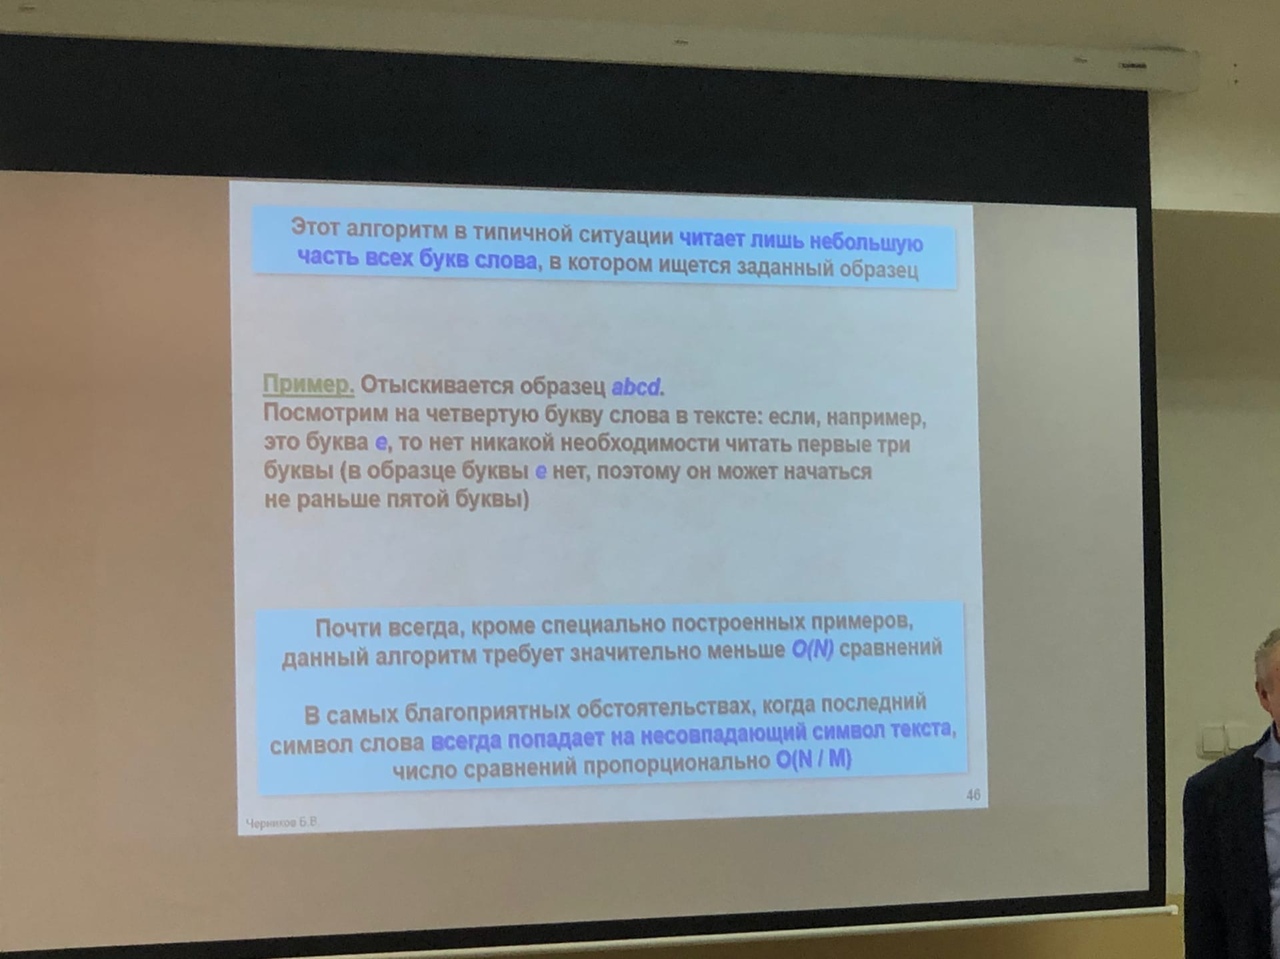 Этот алгоритм в типичной ситуации читает лишь небольшую
часть всех букв слова, в котором ищется заданный образец
Пример. Отыскивается образец abcd.
Посмотрим на четвертую букву слова в тексте: если, например,
это буква e, то нет никакой необходимости читать первые три
буквы (в образце буквы e нет, поэтому он может начаться
не раньше пятой буквы)
Почти всегда, кроме специально построенных примеров,
данный алгоритм требует значительно меньше O(N) сравнений
В самых благоприятных обстоятельствах, когда последний
символ слова всегда попадает на несовпадающий символ текста,
число сравнений пропорционально O(N / M)
46
Черников Б.В.